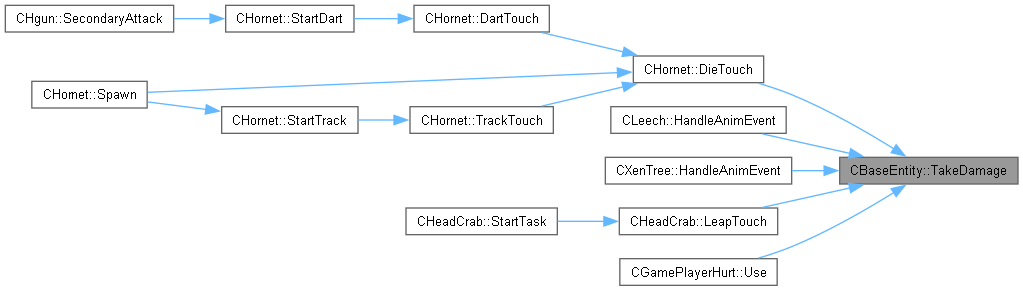 CHgun::SecondaryAttack
CHornet::StartDart
CHornet::DartTouch
CHornet::DieTouch
CHornet::Spawn
CHornet::StartTrack
CHornet::TrackTouch
CLeech::HandleAnimEvent
CXenTree::HandleAnimEvent
CBaseEntity::TakeDamage
CHeadCrab::StartTask
CHeadCrab::LeapTouch
CGamePlayerHurt::Use